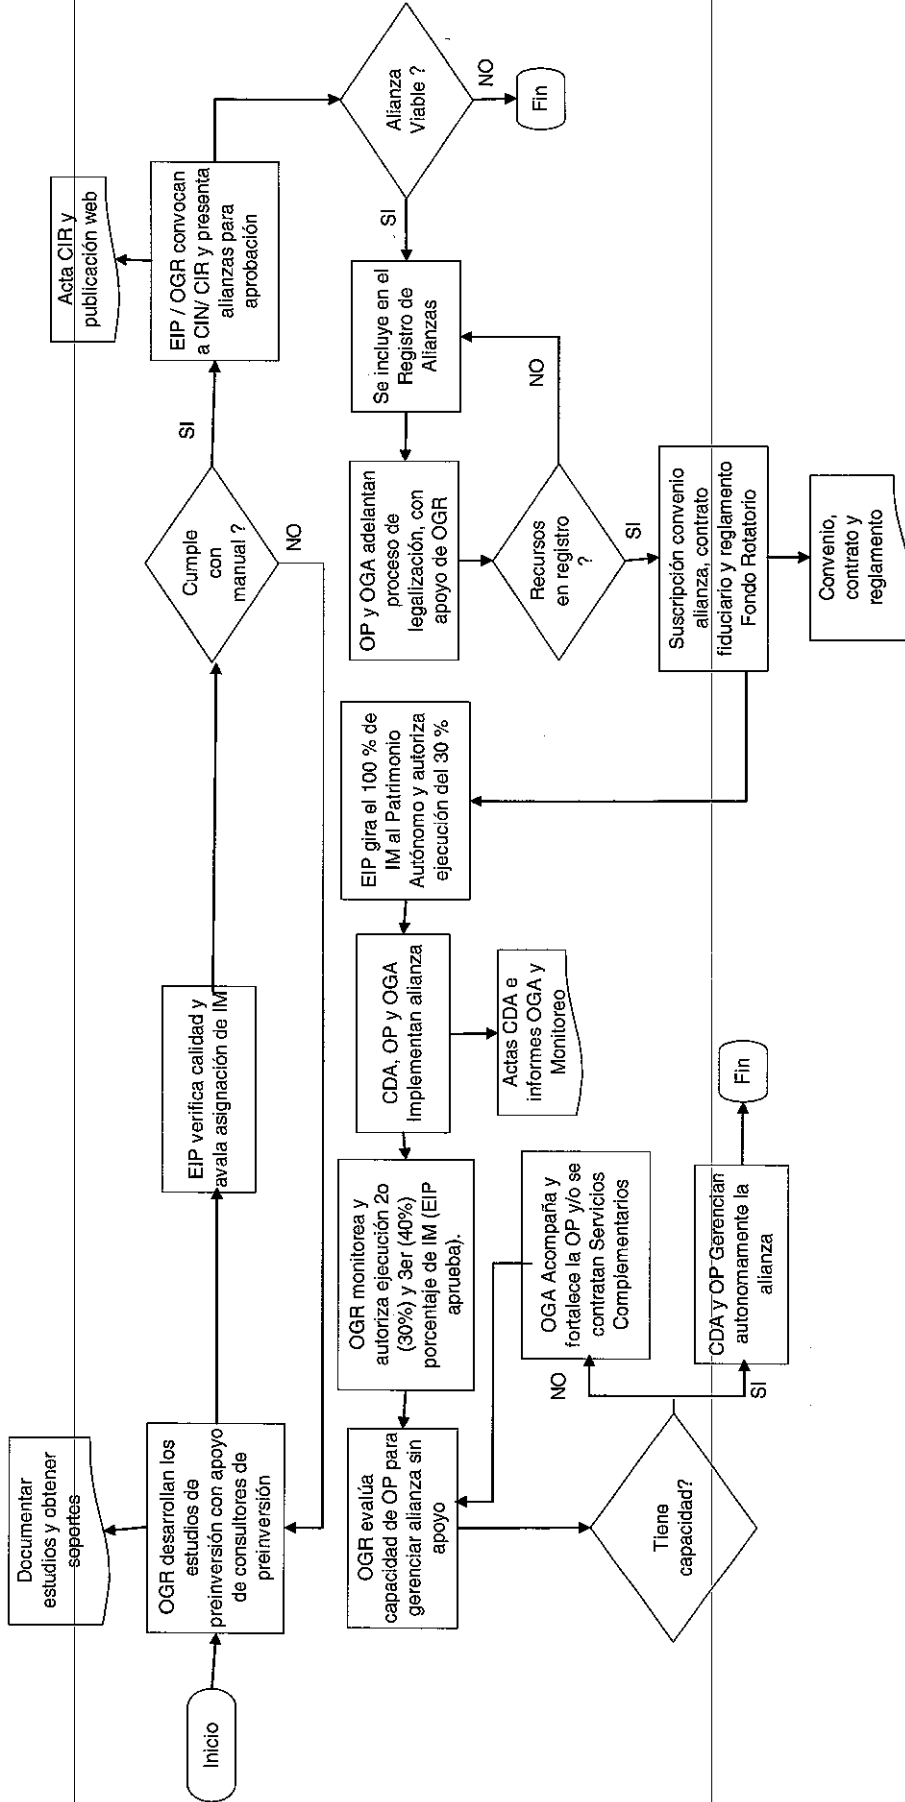 Inicio
Documentar
estudios y obtener
soportes
OGR desarrollan los
estudios de
preinversión con apoyo
de consultores de
preinversión
EIP verifica calidad y
avala asignación de IM
Cumple
con
manual ?
SI
NO
Acta CIR y
publicación web
EIP / OGR convocan
a CIN/ CIR y presenta
alianzas para
aprobación
Alianza
Viable ?
NO
Fin
SI
Se incluye en el
Registro de
Alianzas
OP y OGA adelantan
proceso de
legalización, con
apoyo de OGR
Recursos
en registro
?
NO
SI
Suscripción convenio
alianza, contrato
fiduciario y reglamento
Fondo Rotatorio
Convenio,
contrato y
reglamento
EIP gira el 100 % de
IM al Patrimonio
Autónomo y autoriza
ejecución del 30 %
CDA, OP y OGA
Implementan alianza
Actas CDA e
informes OGA y
Monitoreo
OGR monitorea y
autoriza ejecución 2o
(30%) y 3er (40%)
porcentaje de IM (EIP
aprueba).
OGR evalúa
capacidad de OP para
gerenciar alianza sin
apoyo
Tiene
capacidad?
NO
SI
OGA Acompaña y
fortalece la OP y/o se
contratan Servicios
Complementarios
CDA y OP Gerencian
autonomamente la
alianza
Fin